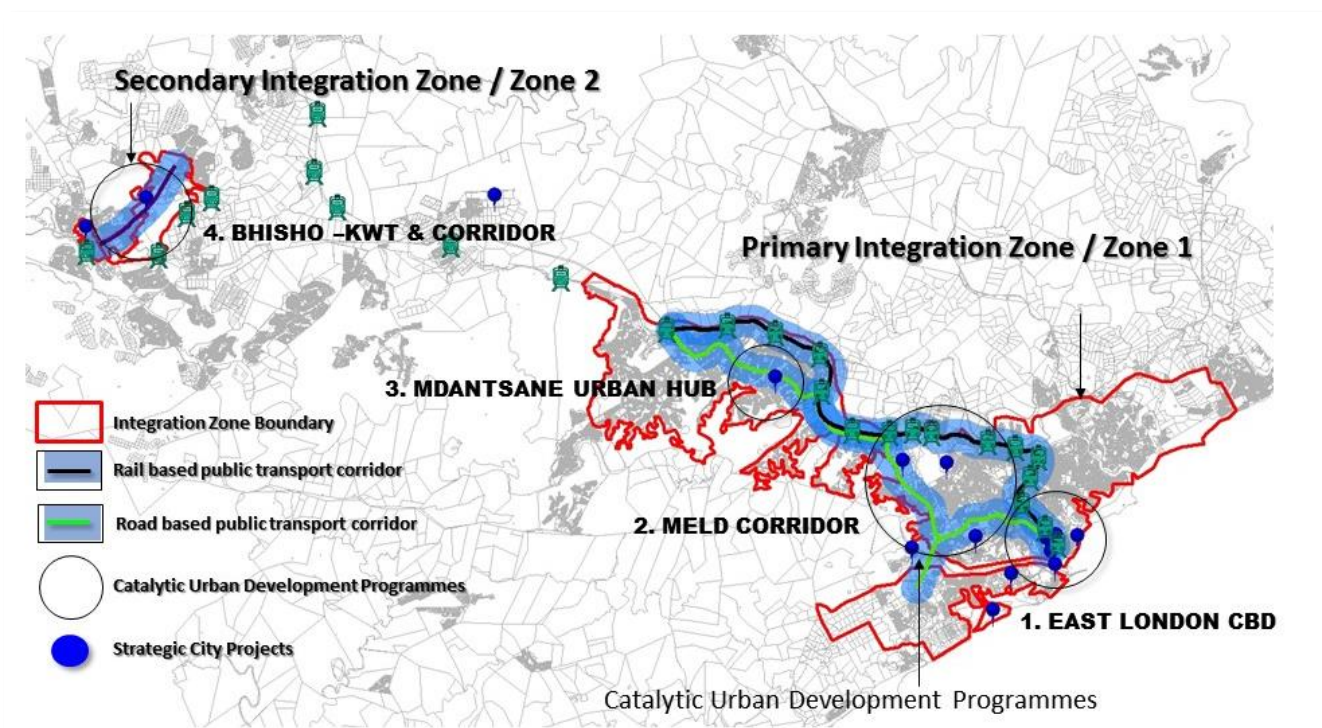 Secondary Integration Zone / Zone 2
4. BHISHO –KWT & CORRIDOR
Primary Integration Zone / Zone 1
3. MDANTSANE URBAN HUB
Integration Zone Boundary
Rail based public transport corridor
Road based public transport corridor
2. MELD CORRIDOR
Catalytic Urban Development Programmes
1. EAST LONDON CBD
Strategic City Projects
Catalytic Urban Development Programmes